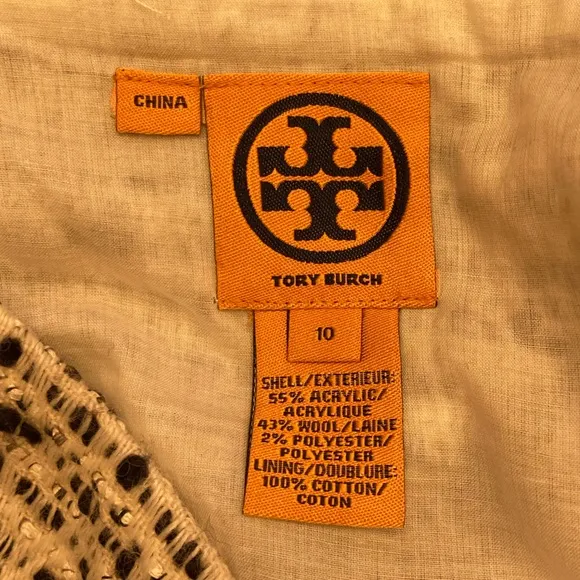 CHINA
TORY BURCH
10
SHELL/EXTERIEUR:
55% ACRYLIC/
ACRYLIQUE
43% WOOL/LAINE
2% POLYESTER/
POLYESTER
LINING/DOUBLURE:
100% COTTON/
COTON